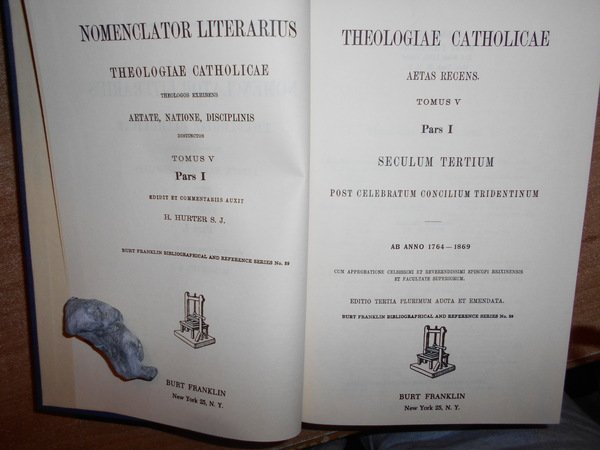 NOMENCLATOR LITERARIUS
THEOLOGIAE CATHOLICAE
THEOLOGOS EXHIBENS
AETATE, NATIONE, DISCIPLINIS
DISTINCTOS
TOMUS V
Pars I
EDIDIT ET COMMENTARIIS AUXIT
H. HURTER S. J.
BURT FRANKLIN BIBLIOGRAPHICAL AND REFERENCE SERIES No. 39
BURT FRANKLIN
New York 25, N. Y.
THEOLOGIAE CATHOLICAE
AETAS RECENS.
TOMUS V
Pars I
SECULUM TERTIUM
POST CELEBRATUM CONCILIUM TRIDENTINUM
AB ANNO 1764—1869
CUM APPROBATIONE CELSISSIMI ET REVERENDISSIMI EPISCOPI BRIXINENSIS
ET FACULTATE SUPERIORUM.
EDITIO TERTIA PLURIMUM AUCTA ET EMENDATA.
BURT FRANKLIN BIBLIOGRAPHICAL AND REFERENCE SERIES No. 39
BURT FRANKLIN
New York 25, N. Y.